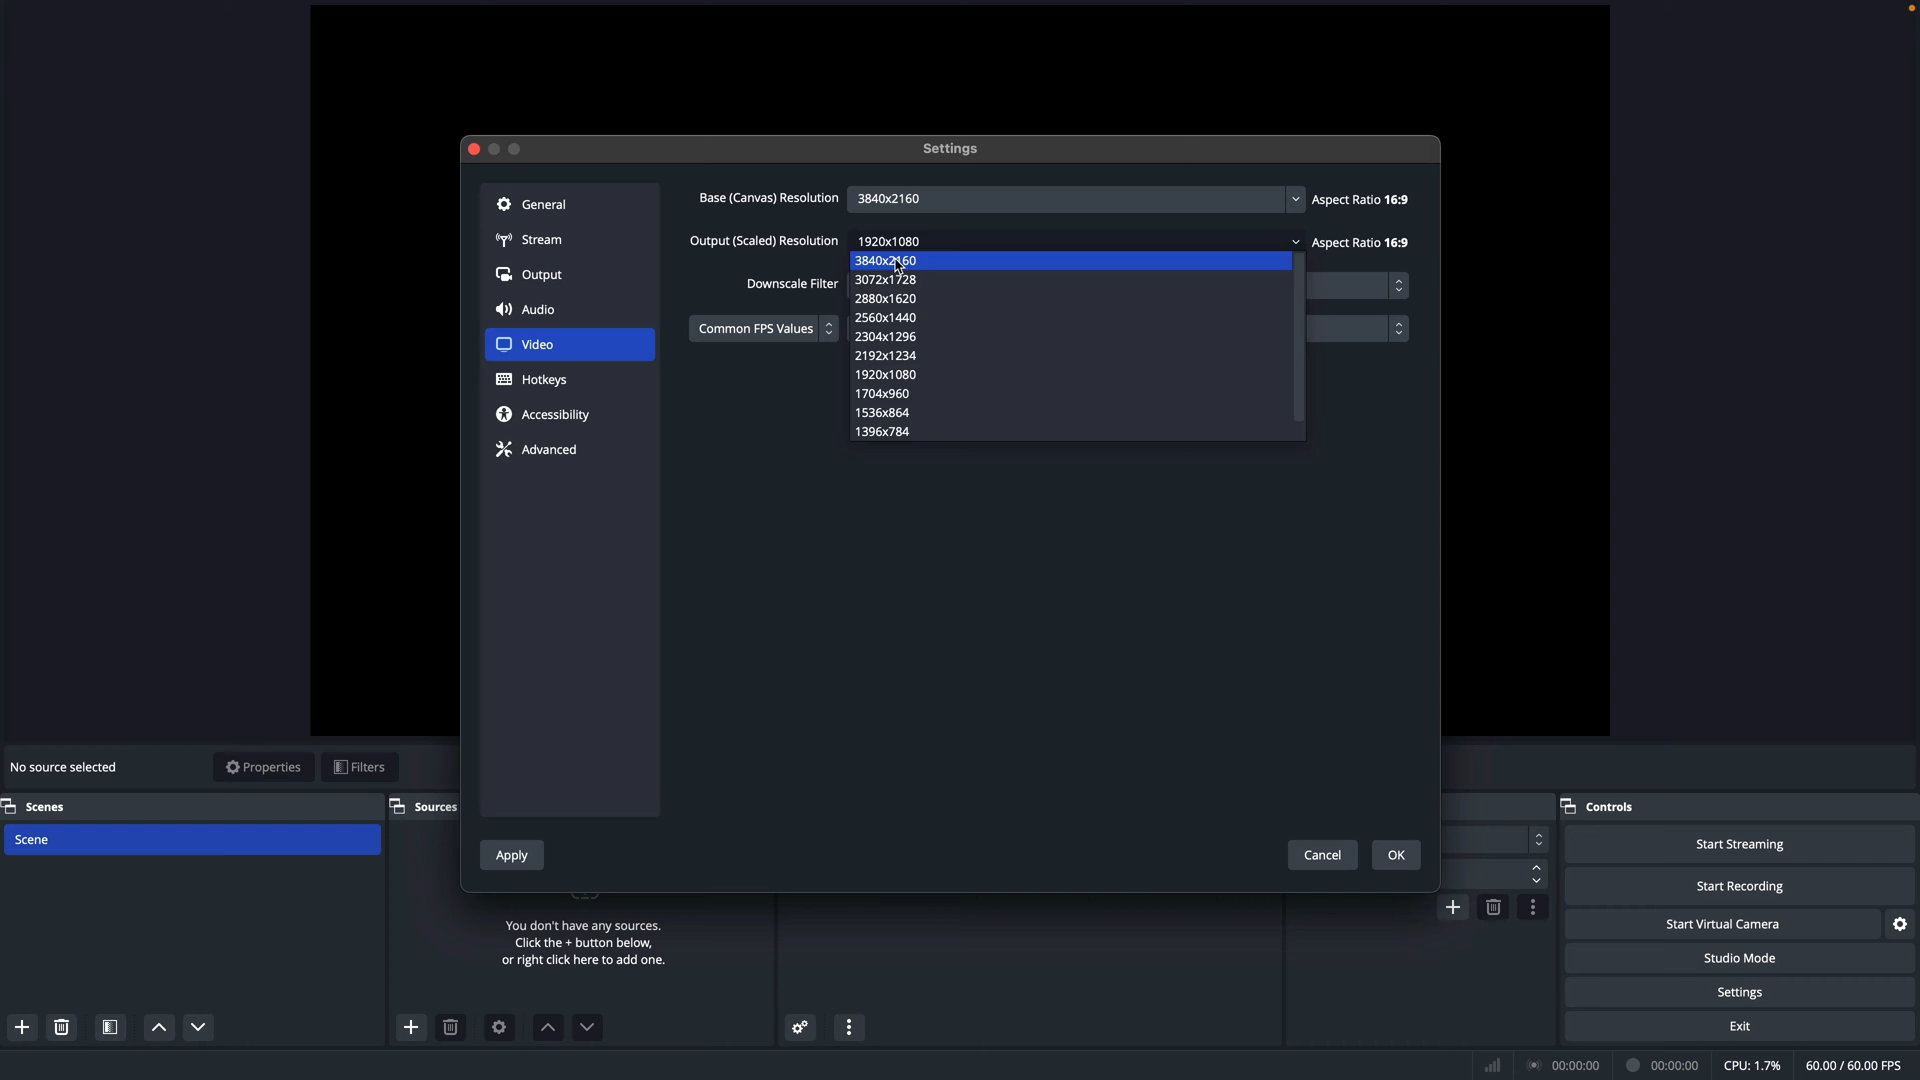 Settings
General
Stream
Output
Audio
Video
Hotkeys
Accessibility
Advanced
Base (Canvas) Resolution 3840x2160 Aspect Ratio 16:9
Output (Scaled) Resolution 1920x1080 Aspect Ratio 16:9
3840x2160
Downscale Filter
3072x1728
2880x1620
Common FPS Values
2560x1440
2304x1296
2192x1234
1920x1080
1704x960
1536x864
1396x784
Apply Cancel OK
No source selected Properties Filters
Scenes
Scene
Sources
You don't have any sources.
Click the + button below,
or right click here to add one.
Controls
Start Streaming
Start Recording
Start Virtual Camera
Studio Mode
Settings
Exit
00:00:00 00:00:00 CPU: 1.7% 60.00 / 60.00 FPS